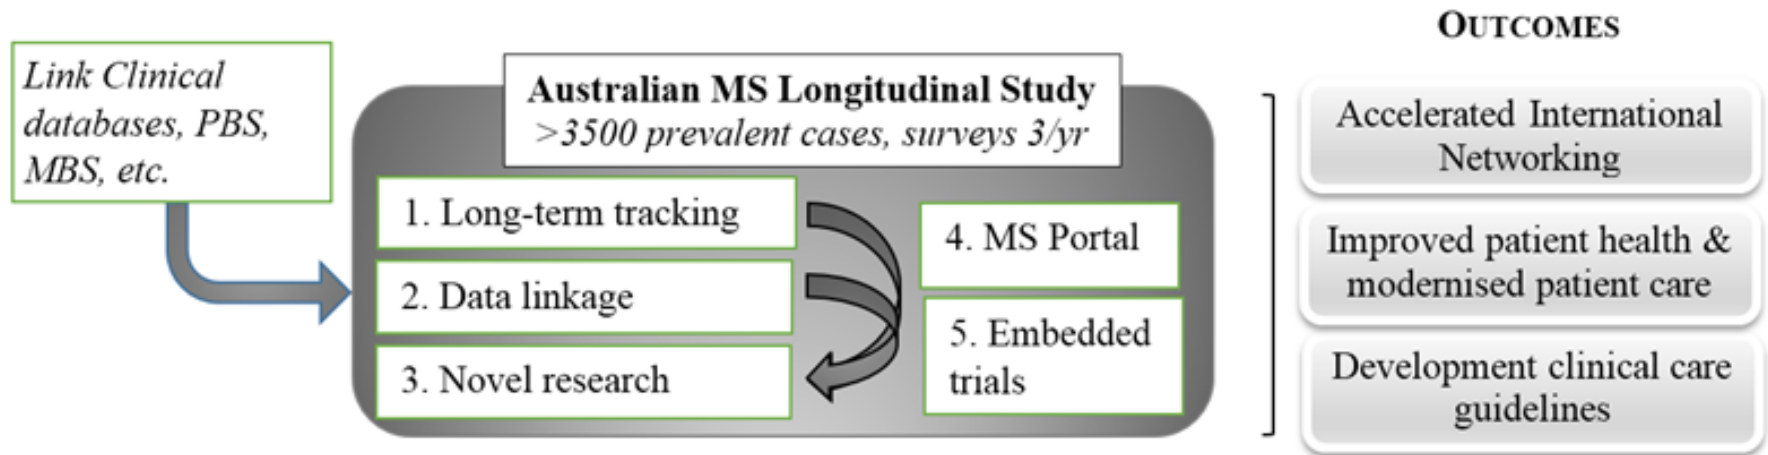 Link Clinical
databases, PBS,
MBS, etc.
Australian MS Longitudinal Study
>3500 prevalent cases, surveys 3/yr
1. Long-term tracking
2. Data linkage
3. Novel research
4. MS Portal
5. Embedded
trials
OUTCOMES
Accelerated International
Networking
Improved patient health &
modernised patient care
Development clinical care
guidelines